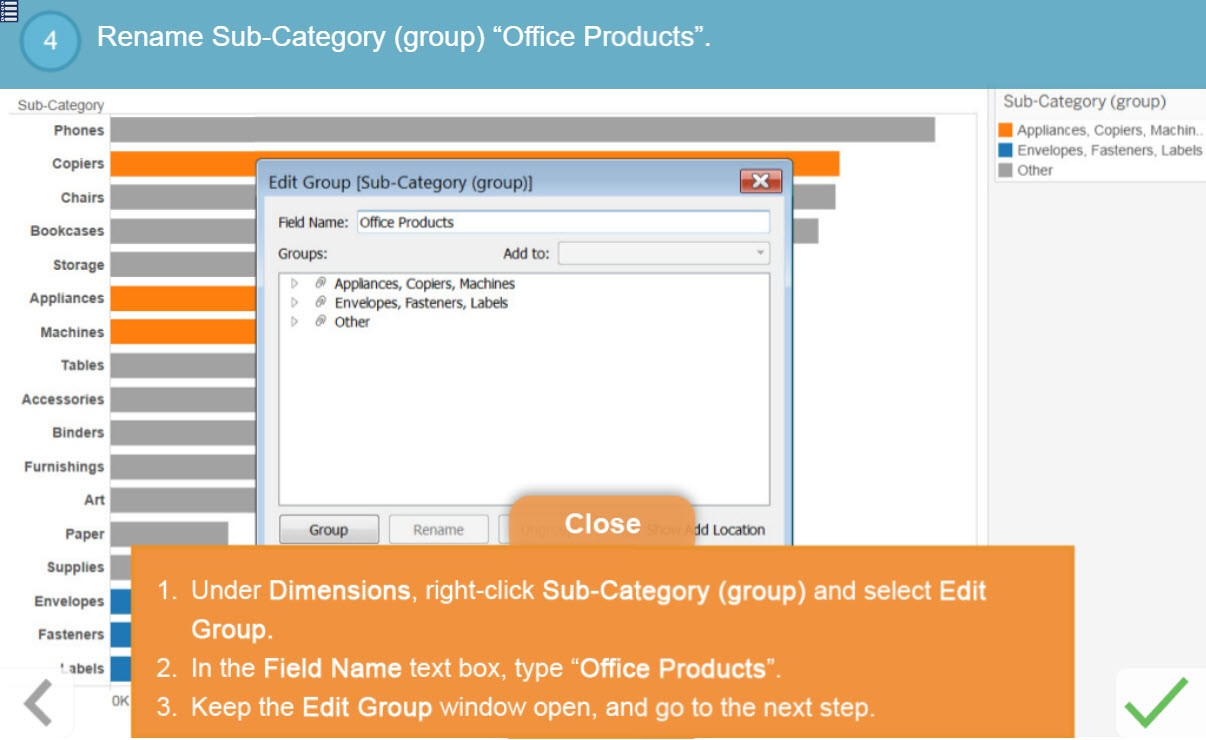 4
Rename Sub-Category (group) “Office Products”.
Sub-Category
Phones
Copiers
Chairs
Bookcases
Storage
Appliances
Machines
Tables
Accessories
Binders
Furnishings
Art
Paper
Supplies
Envelopes
Fasteners
Labels
0K
Edit Group [Sub-Category (group)]
Field Name: Office Products
Groups: Add to:
Appliances, Copiers, Machines
Envelopes, Fasteners, Labels
Other
Group Rename Show Add Location
Close
1. Under Dimensions, right-click Sub-Category (group) and select Edit
Group.
2. In the Field Name text box, type “Office Products”.
3. Keep the Edit Group window open, and go to the next step.
Sub-Category (group)
Appliances, Copiers, Machin..
Envelopes, Fasteners, Labels
Other